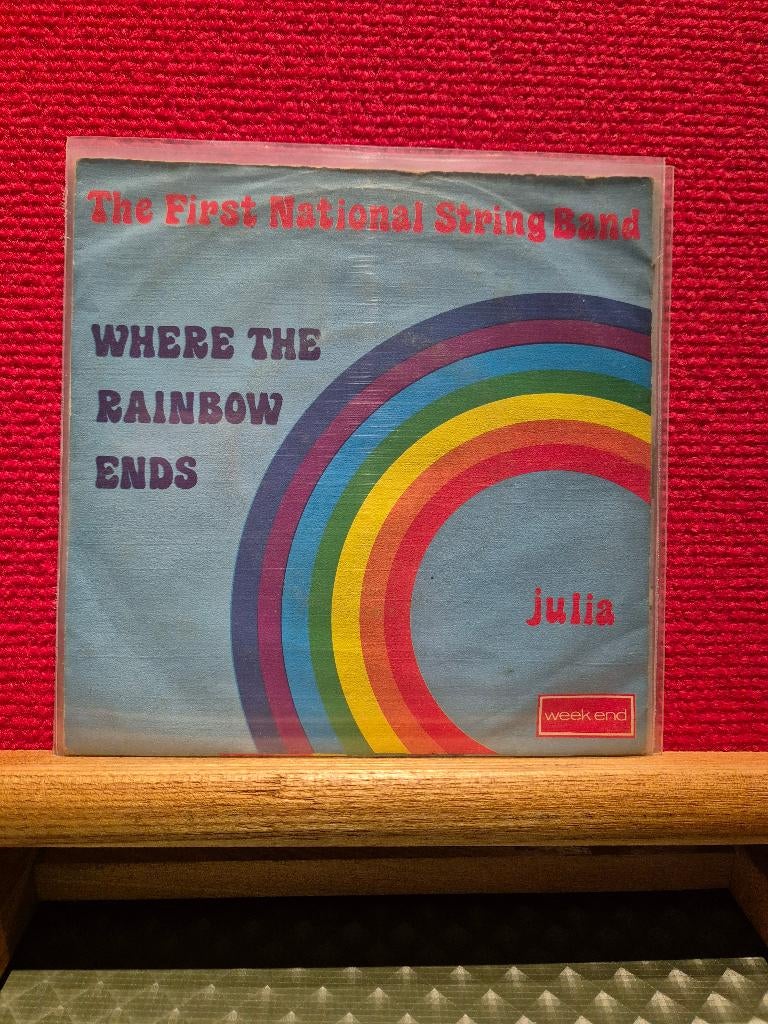 The First National String Band
WHERE THE
RAINBOW
ENDS
julia
week end